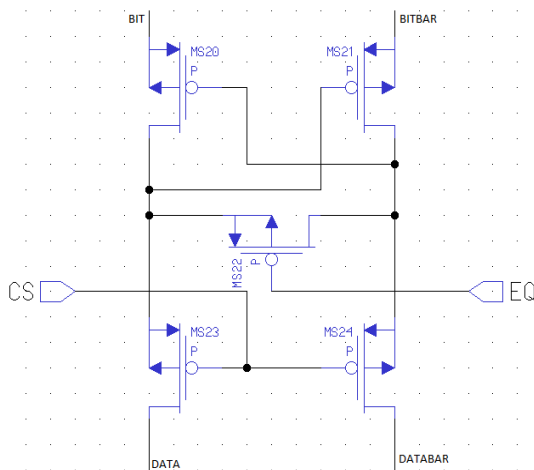 BIT
BITBAR
MS20
P
MS21
P
MS22
P
CS
EQ
MS23
P
MS24
P
DATA
DATABAR